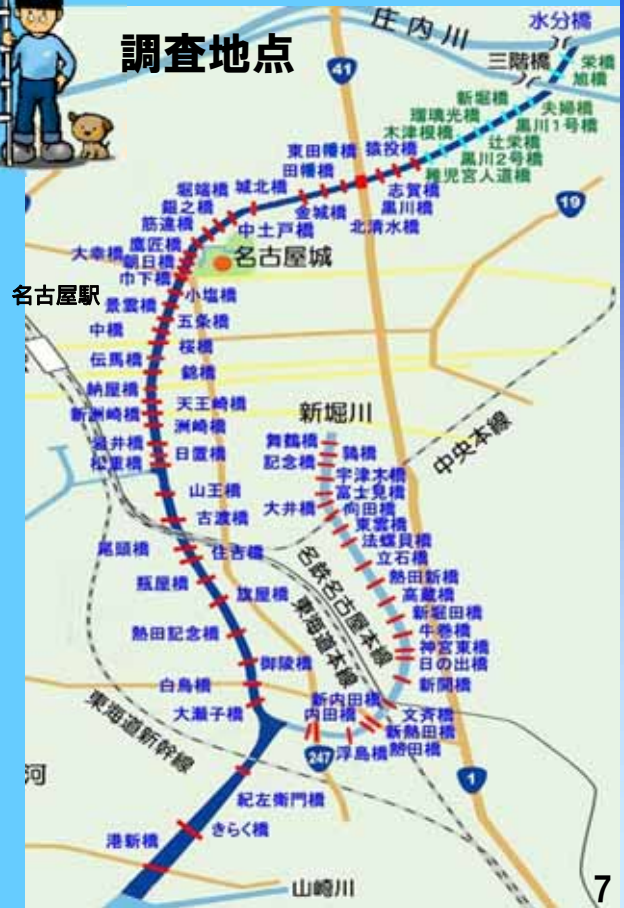 調査地点
庄内川
水分橋
41
三階橋
栄橋
旭橋
新堀橋
夫婦橋
瑠璃光橋
黒川1号橋
木津根橋
辻栄橋
東田幡橋
猿投橋
黒川2号橋
田幡橋
稚児宮人道橋
堀端橋
城北橋
志賀橋
鎧之橋
金城橋
黒川橋
19
筋違橋
中土戸橋
北清水橋
鷹匠橋
大幸橋
朝日橋
名古屋城
巾下橋
名古屋駅
小塩橋
景雲橋
五条橋
中橋
桜橋
伝馬橋
錦橋
納屋橋
天王崎橋
新洲崎橋
洲崎橋
新堀川
中央本線
舞鶴橋
鶉橋
日置橋
記念橋
松重橋
宇津木橋
富士見橋
山王橋
大井橋
向田橋
古渡橋
東雲橋
法螺貝橋
尾頭橋
住吉橋
立石橋
名鉄名古屋本線
熱田新橋
瓶屋橋
旗屋橋
高蔵橋
東海道本線
新堀田橋
熱田記念橋
牛巻橋
神宮東橋
御陵橋
日の出橋
白鳥橋
新開橋
新内田橋
大瀬子橋
内田橋
文斉橋
新熱田橋
東海道新幹線
247
浮島橋
熱田橋
1
河
紀左衛門橋
きらく橋
港新橋
山崎川
7